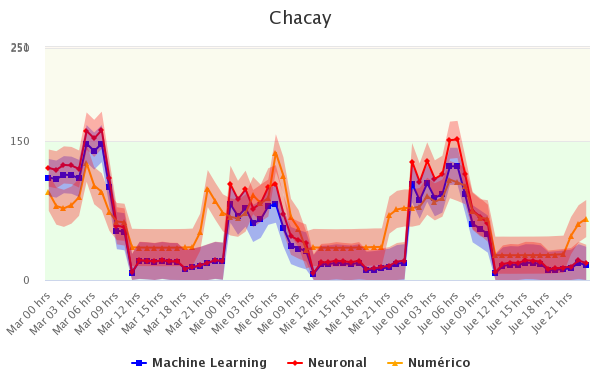 Chacay
251
250
150
0
Mar 00 hrs
Mar 03 hrs
Mar 06 hrs
Mar 09 hrs
Mar 12 hrs
Mar 15 hrs
Mar 18 hrs
Mar 21 hrs
Mie 00 hrs
Mie 03 hrs
Mie 06 hrs
Mie 09 hrs
Mie 12 hrs
Mie 15 hrs
Mie 18 hrs
Mie 21 hrs
Jue 00 hrs
Jue 03 hrs
Jue 06 hrs
Jue 09 hrs
Jue 12 hrs
Jue 15 hrs
Jue 18 hrs
Jue 21 hrs
Machine Learning Neuronal Numérico